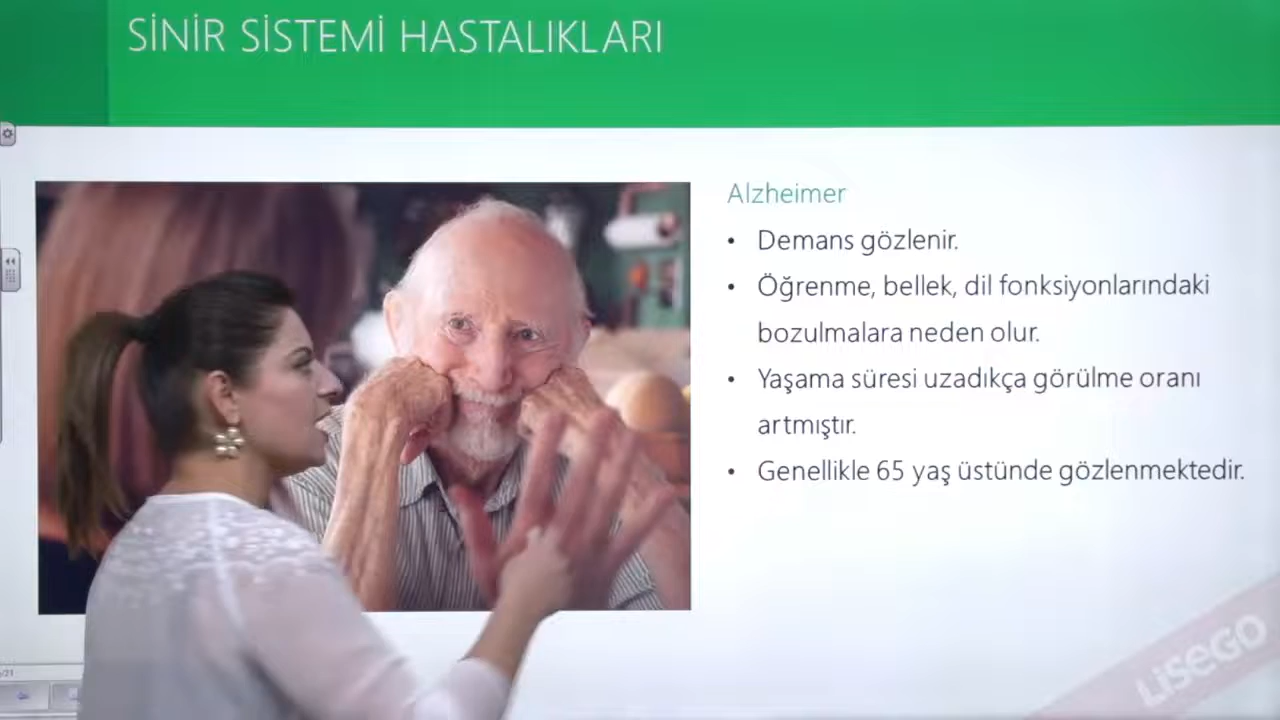 SİNİR SİSTEMİ HASTALIKLARI
Alzheimer
• Demans gözlenir.
• Öğrenme, bellek, dil fonksiyonlarındaki
bozulmalara neden olur.
• Yaşama süresi uzadıkça görülme oranı
artmıştır.
• Genellikle 65 yaş üstünde gözlenmektedir.
LiSEGO